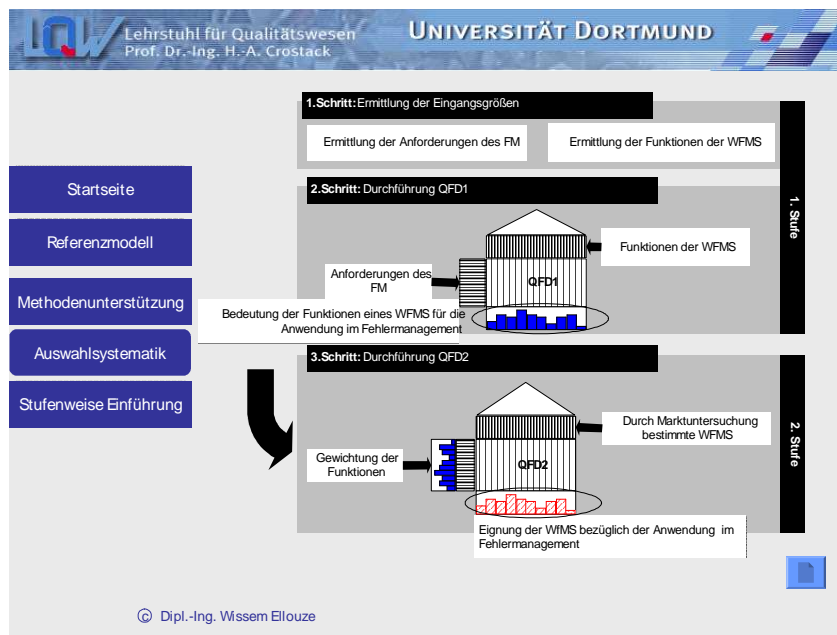 LQW
Lehrstuhl für Qualitätswesen
Prof. Dr.-Ing. H.-A. Crostack
UNIVERSITÄT DORTMUND
Startseite
Referenzmodell
Methodenunterstützung
Auswahlsystematik
Stufenweise Einführung
1.Schritt: Ermittlung der Eingangsgrößen
Ermittlung der Anforderungen des FM
Ermittlung der Funktionen der WFMS
2.Schritt: Durchführung QFD1
Funktionen der WFMS
Anforderungen des
FM
QFD1
Bedeutung der Funktionen eines WFMS für die
Anwendung im Fehlermanagement
1. Stufe
3.Schritt: Durchführung QFD2
Durch Marktuntersuchung
bestimmte WFMS
Gewichtung der
Funktionen
QFD2
Eignung der WfMS bezüglich der Anwendung im
Fehlermanagement
2. Stufe
© Dipl.-Ing. Wissem Ellouze